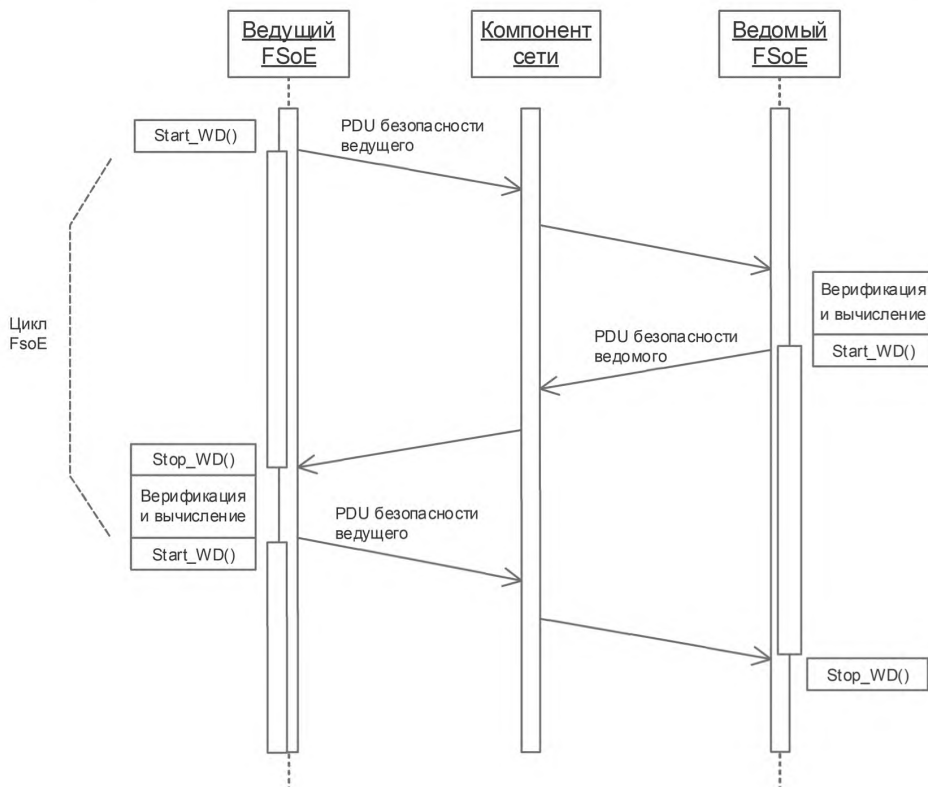 Ведущий
FSoE
Компонент
сети
Ведомый
FSoE
Start_WD()
PDU безопасности
ведущего
Верификация
и вычисление
Start_WD()
PDU безопасности
ведомого
Цикл
FsoE
Stop_WD()
Верификация
и вычисление
Start_WD()
PDU безопасности
ведущего
Stop_WD()